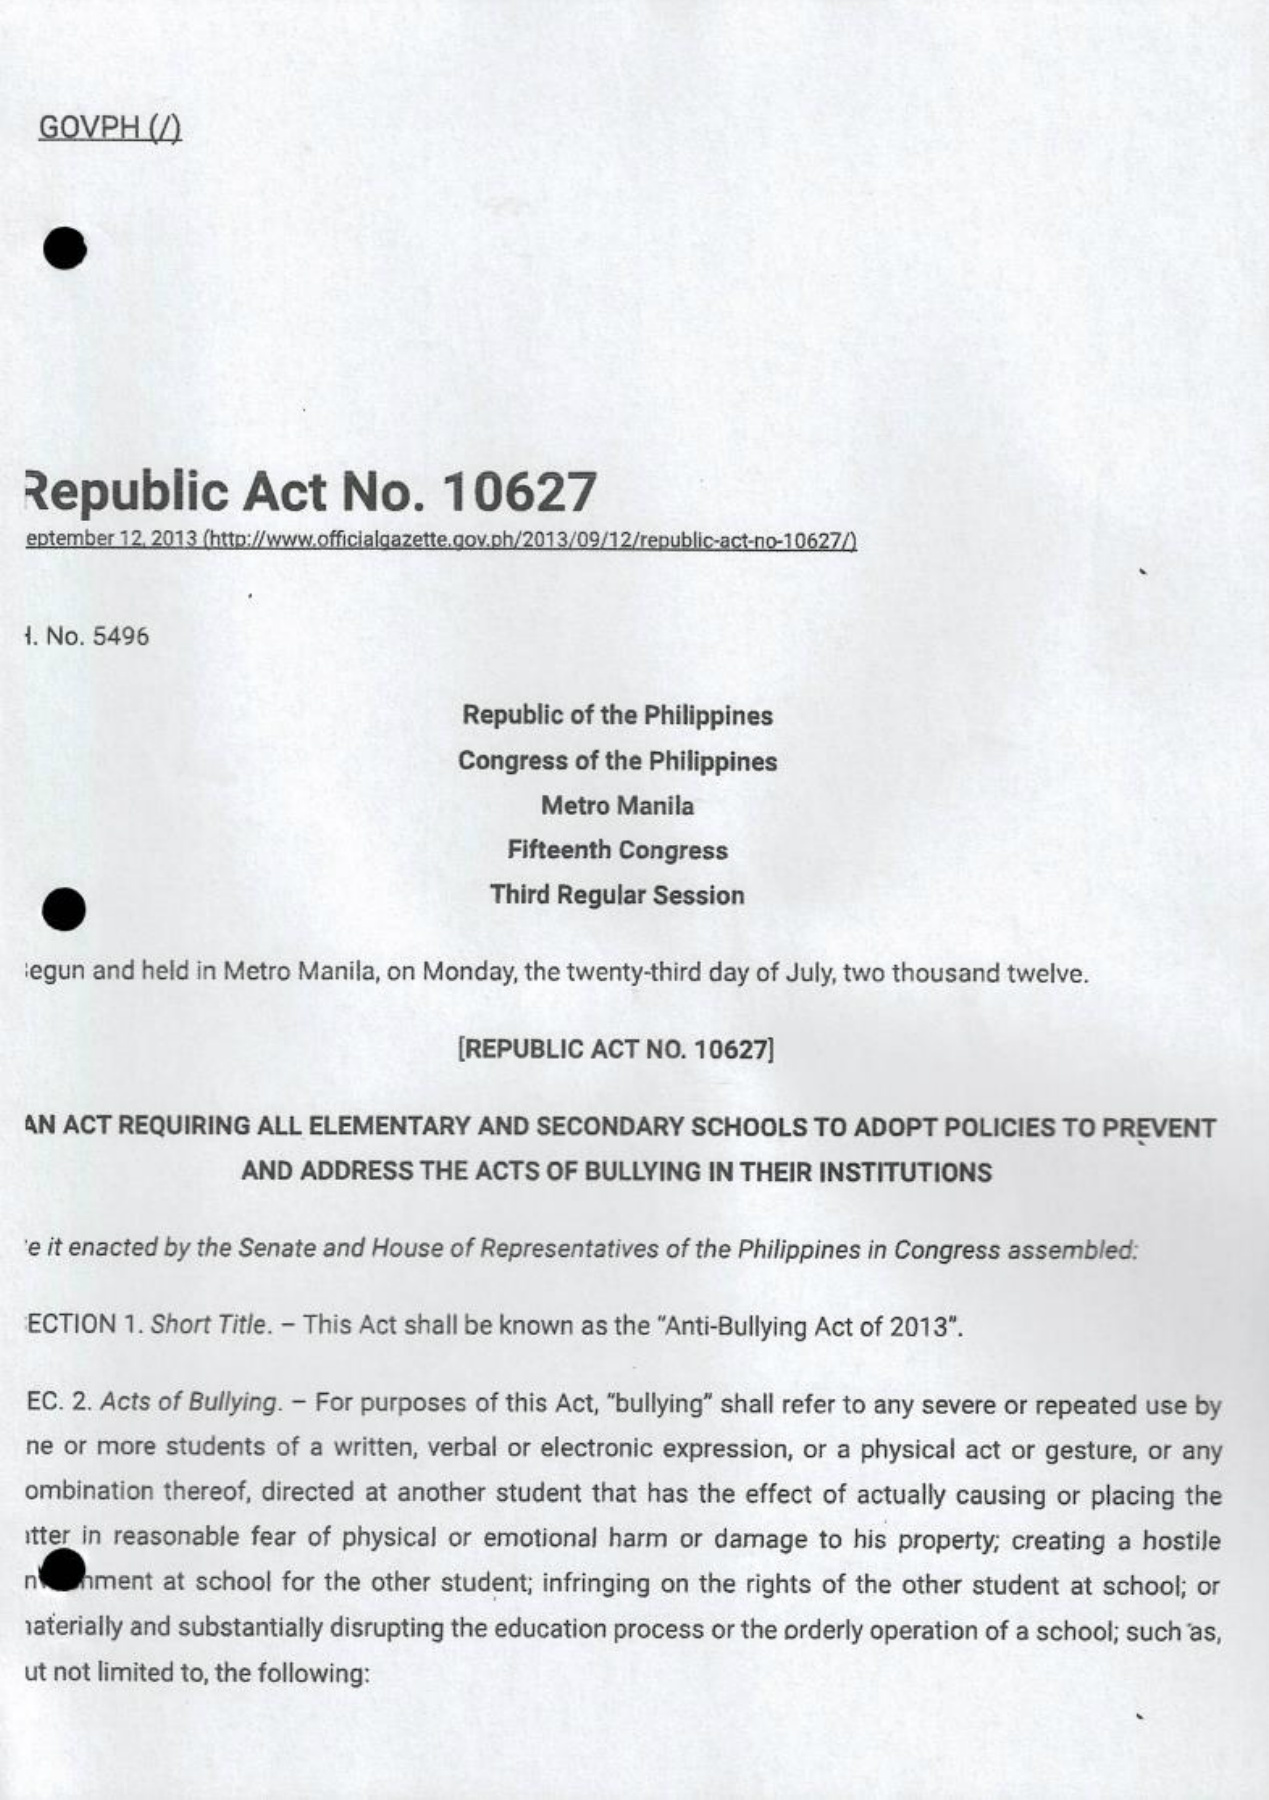 GOVPH (/)
Republic Act No. 10627
eptember 12, 2013 (http://www.officialgazette.gov.ph/2013/09/12/republic-act-no-10627/)
. No. 5496
Republic of the Philippines
Congress of the Philippines
Metro Manila
Fifteenth Congress
Third Regular Session
egun and held in Metro Manila, on Monday, the twenty-third day of July, two thousand twelve.
[REPUBLIC ACT NO. 10627]
AN ACT REQUIRING ALL ELEMENTARY AND SECONDARY SCHOOLS TO ADOPT POLICIES TO PREVENT
AND ADDRESS THE ACTS OF BULLYING IN THEIR INSTITUTIONS
e it enacted by the Senate and House of Representatives of the Philippines in Congress assembled:
ECTION 1. Short Title. – This Act shall be known as the “Anti-Bullying Act of 2013”.
EC. 2. Acts of Bullying. – For purposes of this Act, “bullying” shall refer to any severe or repeated use by
ne or more students of a written, verbal or electronic expression, or a physical act or gesture, or any
ombination thereof, directed at another student that has the effect of actually causing or placing the
tter in reasonable fear of physical or emotional harm or damage to his property; creating a hostile
nment at school for the other student; infringing on the rights of the other student at school; or
aterially and substantially disrupting the education process or the orderly operation of a school; such as,
ut not limited to, the following: